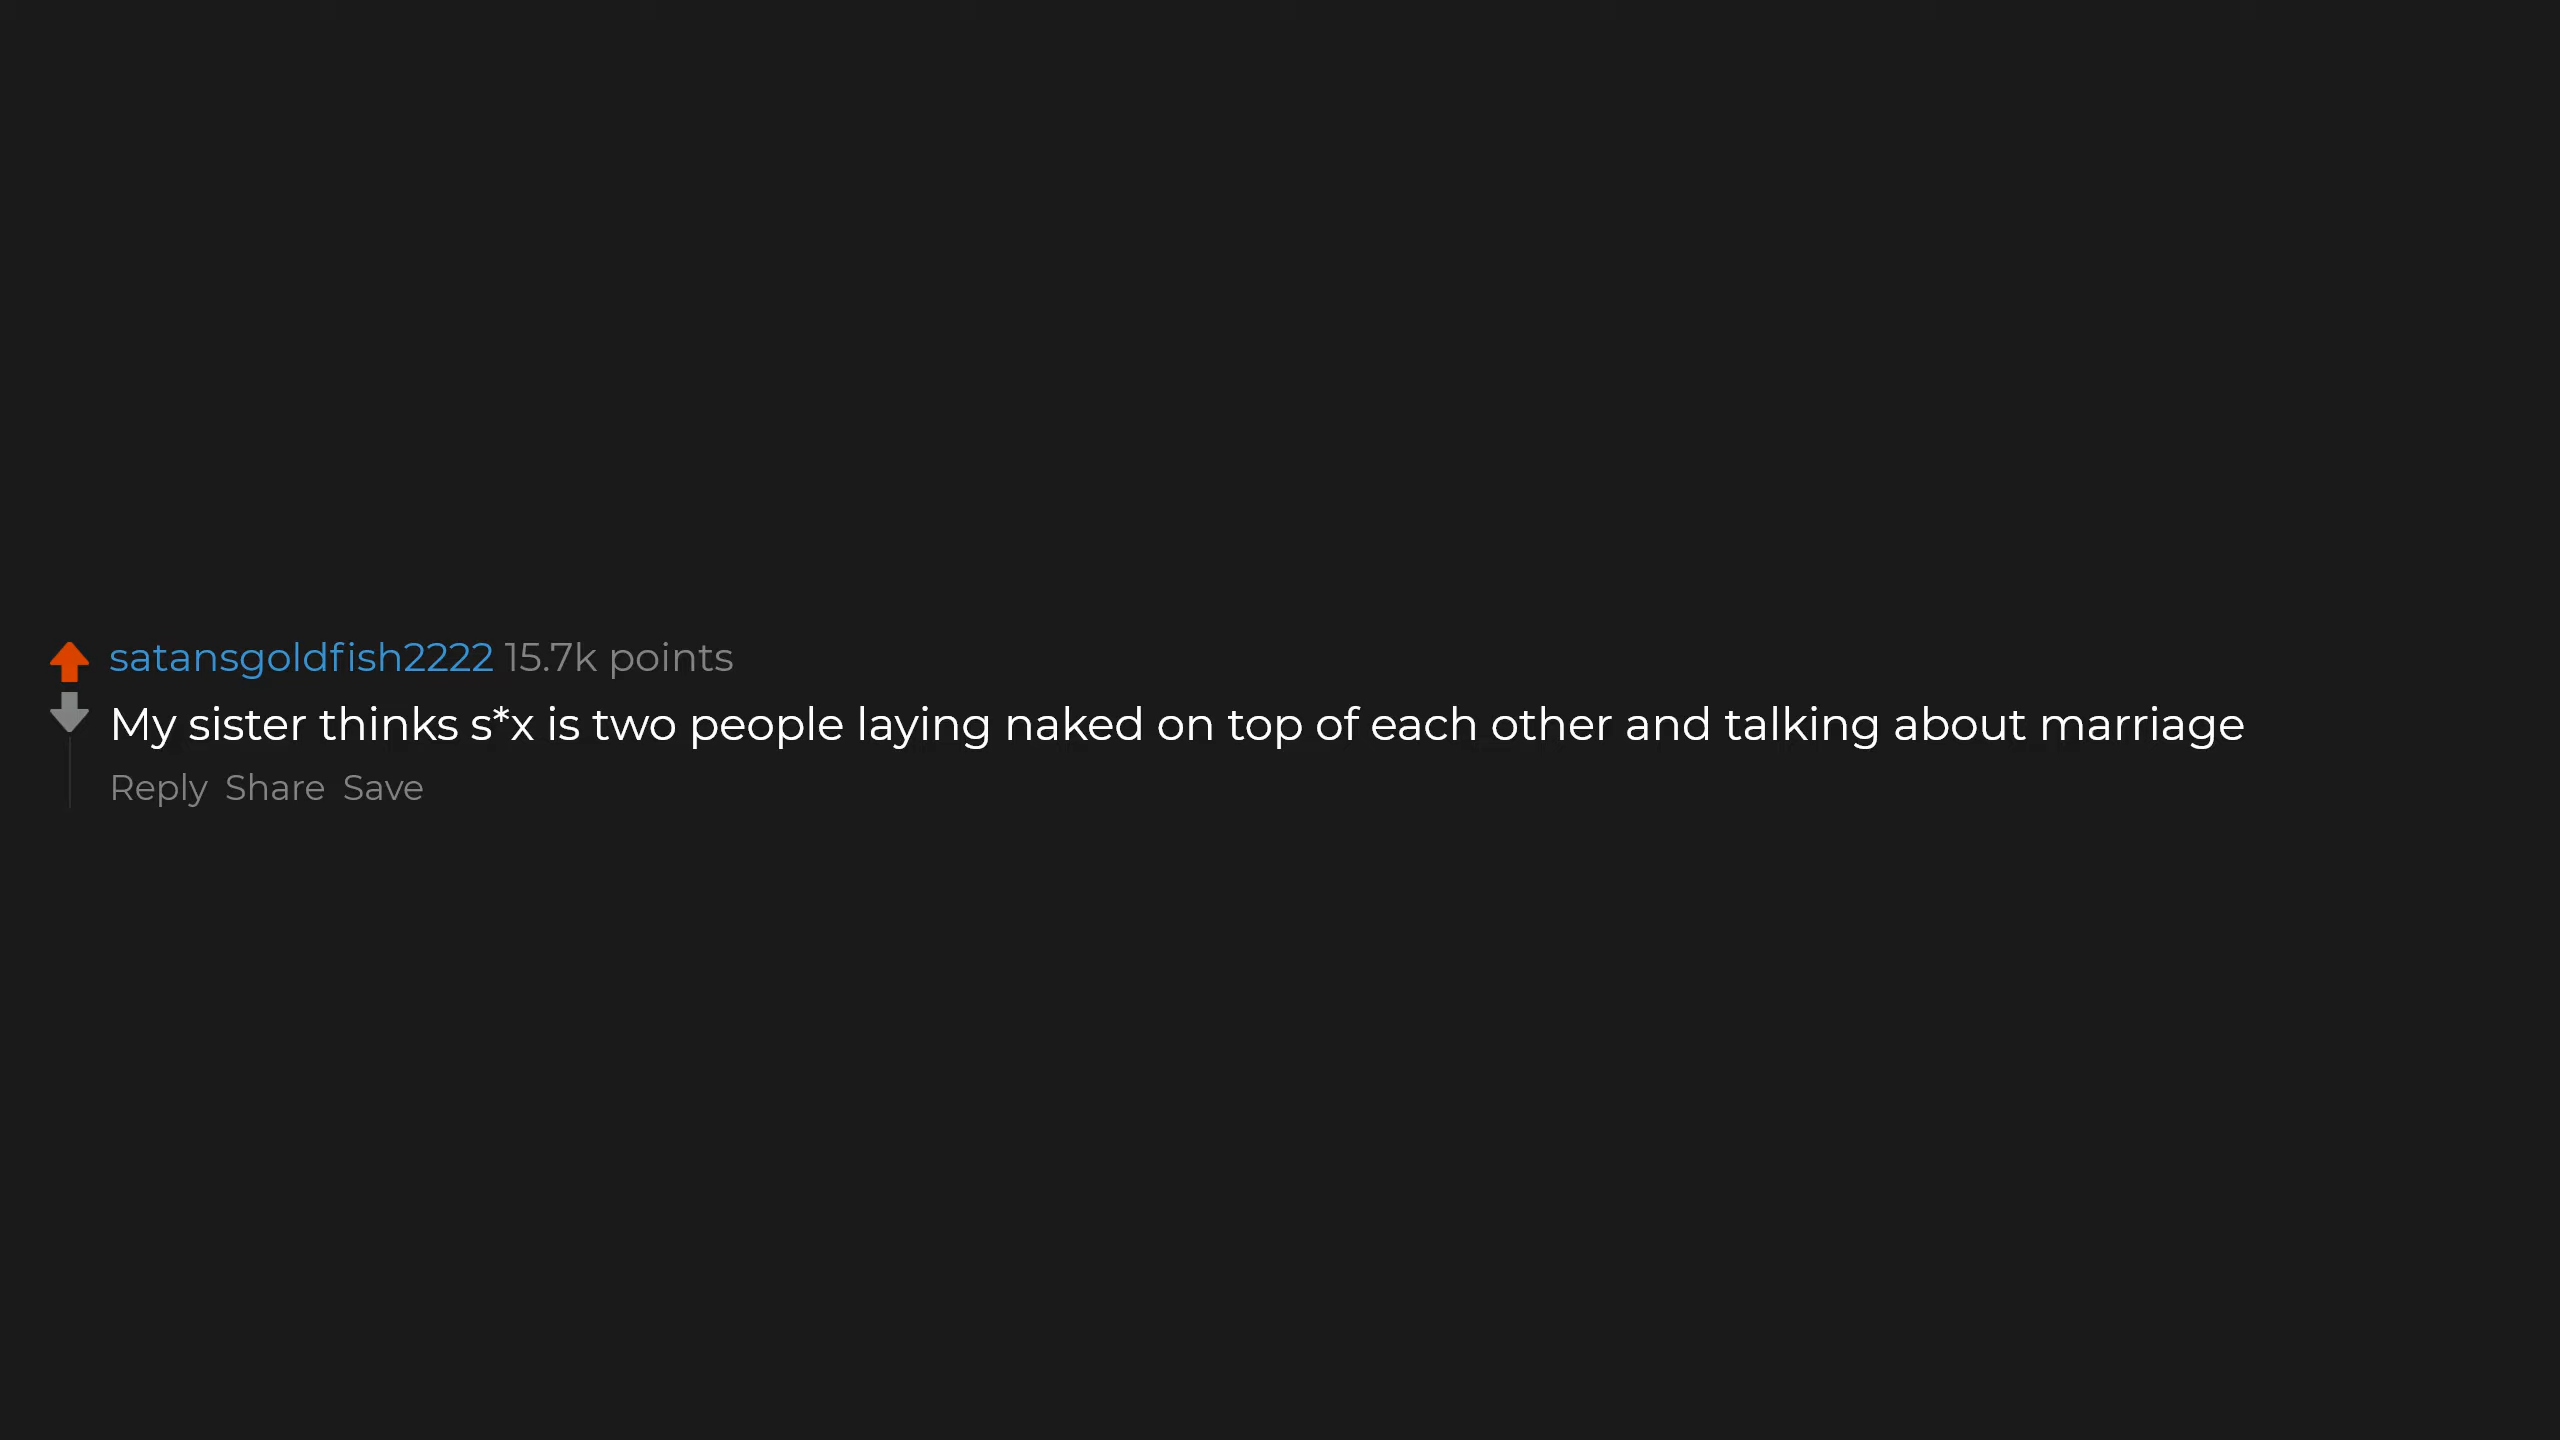 satansgoldfish2222 15.7k points
My sister thinks s*x is two people laying naked on top of each other and talking about marriage
Reply Share Save